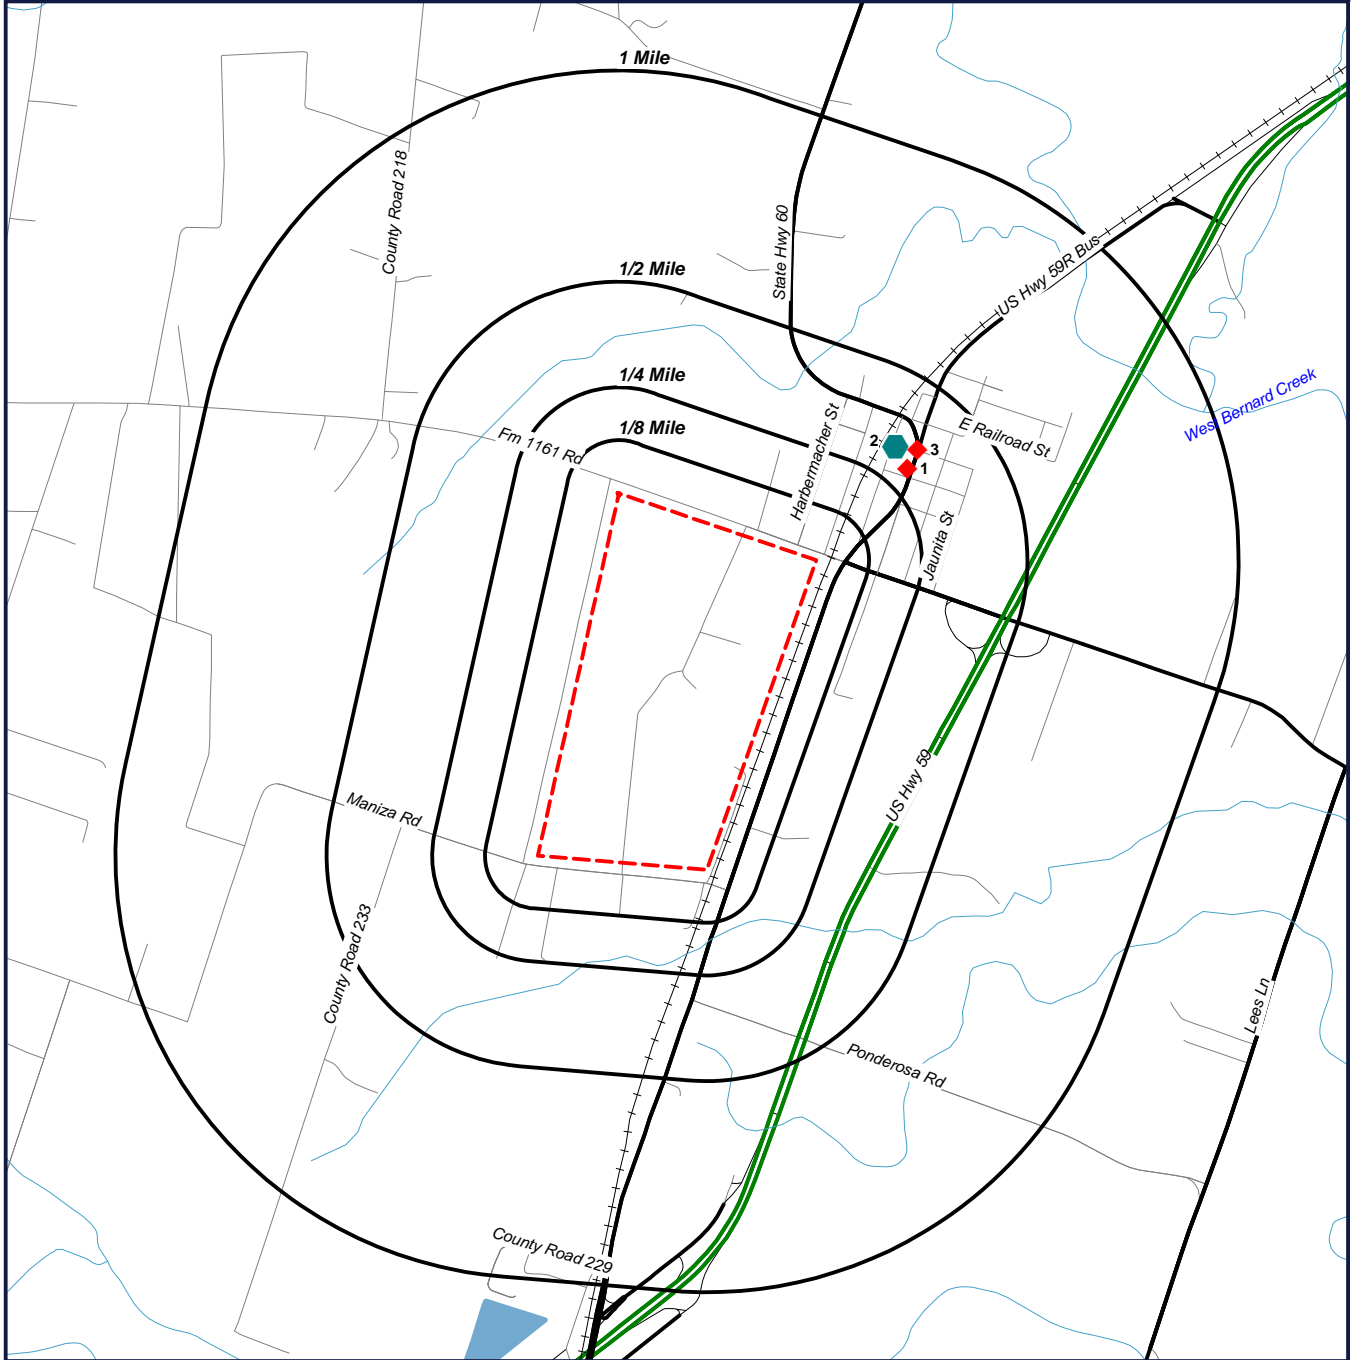 1 Mile
County Road 218
State Hwy 60
US Hwy 59R Bus
1/2 Mile
1/4 Mile
West Bernard Creek
1/8 Mile
Fm 1161 Rd
Harbermacher St
E Railroad St
2
3
1
Jaunita St
US Hwy 59
Maniza Rd
County Road 233
Lees Ln
Ponderosa Rd
County Road 229